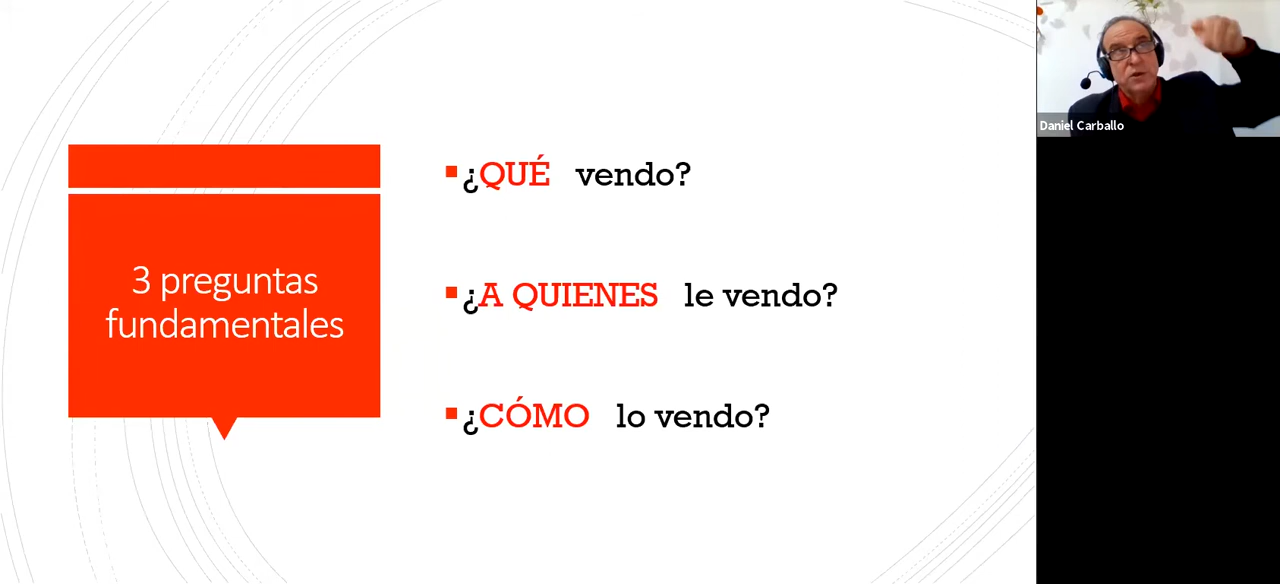 3 preguntas
fundamentales
¿QUÉ vendo?
¿A QUIENES le vendo?
¿CÓMO lo vendo?
Daniel Carballo